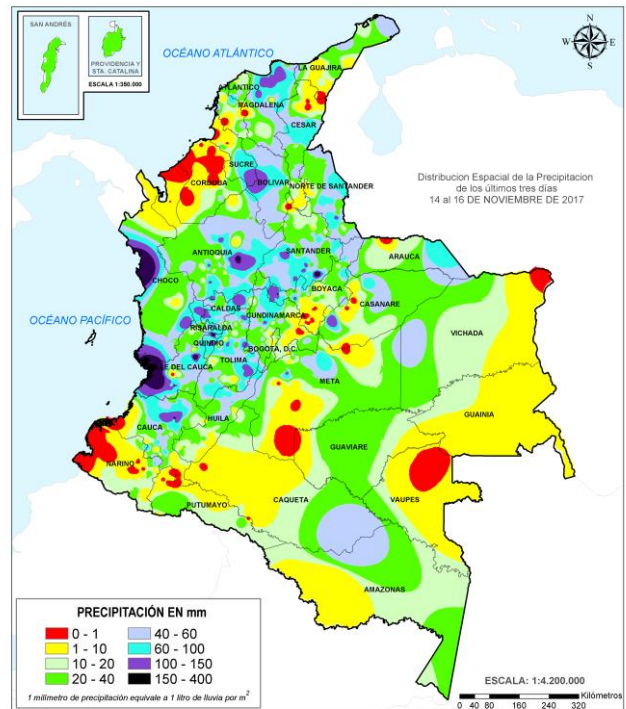 SAN ANDRÉS
PROVIDENCIA Y
STA. CATALINA
ESCALA 1:350.000
OCÉANO ATLÁNTICO
N
W
E
S
LA GUAJIRA
ATLANTICO
MAGDALENA
CESAR
SUCRE
CORDOBA
BOLIVAR
NORTE DE SANTANDER
Distribucion Espacial de la Precipitacion
de los últimos tres días
14 al 16 DE NOVIEMBRE DE 2017
ANTIOQUIA
SANTANDER
ARAUCA
CHOCO
BOYACA
CASANARE
OCÉANO PACÍFICO
CALDAS
CUNDINAMARCA
VICHADA
RISARALDA
QUINDIO
BOGOTA, D.C.
TOLIMA
LE DEL CAUCA
META
GUAINIA
HUILA
CAUCA
GUAVIARE
NARIÑO
CAQUETA
VAUPES
PUTUMAYO
AMAZONAS
PRECIPITACIÓN EN mm
0 - 1 40 - 60
1 - 10 60 - 100
10 - 20 100 - 150
20 - 40 150 - 400
1 milimetro de precipitación equivale a 1 litro de lluvia por m²
ESCALA: 1:4.200.000
Kilómetros
0 40 80 160 240 320